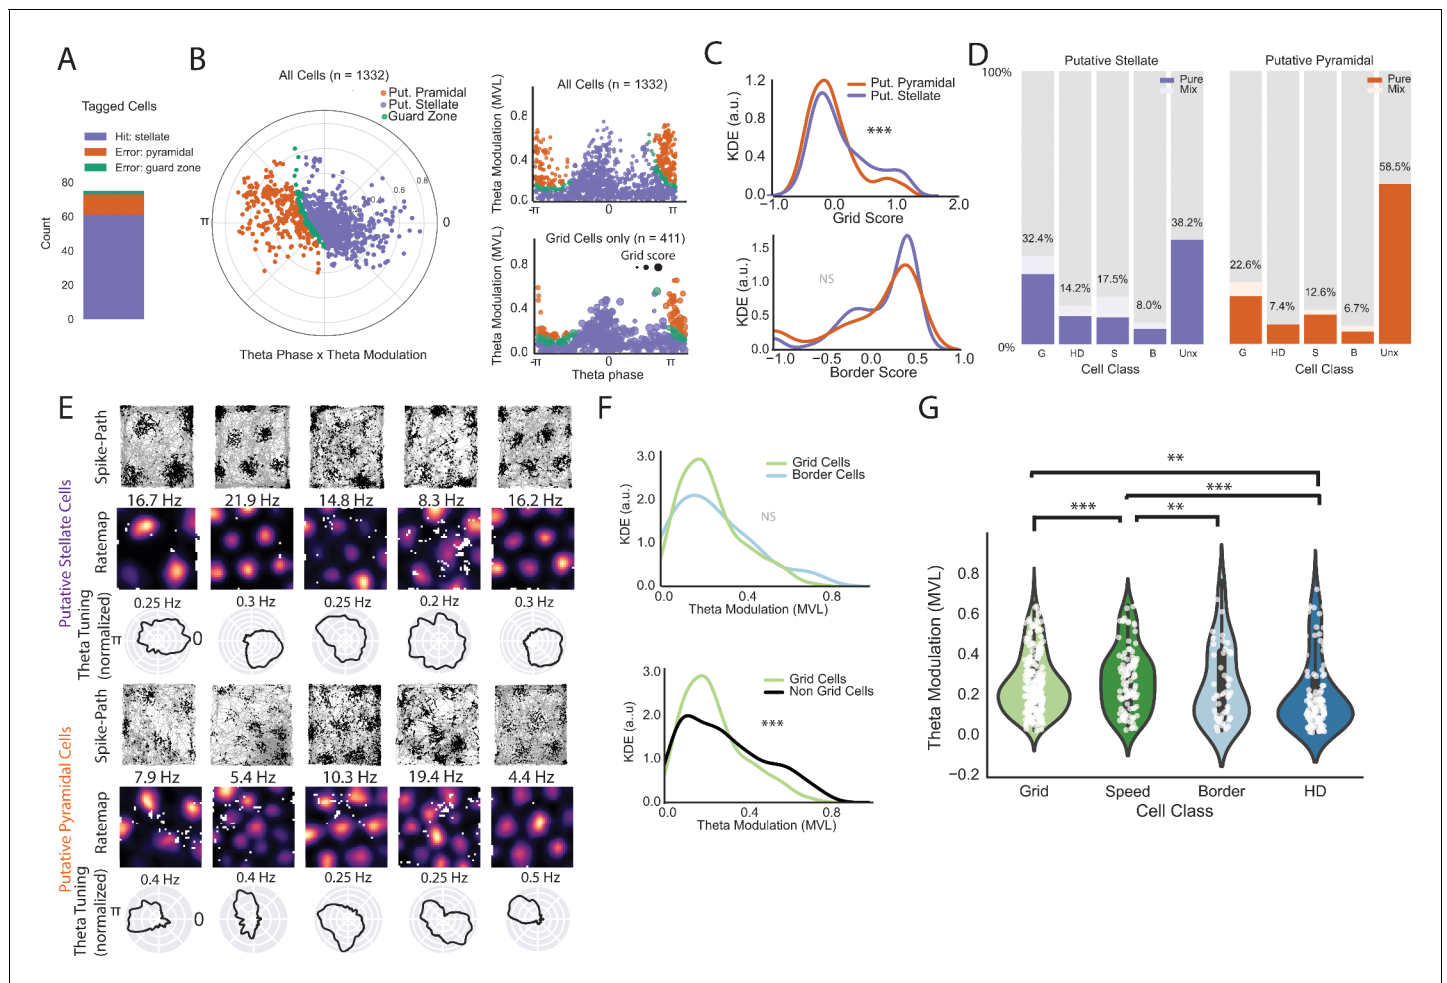 A
Tagged Cells
Hit: stellate
Error: pyramidal
Error: guard zone
80
60
40
20
0
Count
B
All Cells (n = 1332)
Put. Pramidal
Put. Stellate
Guard Zone
0.8
0.6
π
0
Theta Phase x Theta Modulation
All Cells (n = 1332)
Theta Modulation (MVL)
0.8
0.4
0.0
-π
0
π
Grid Cells only (n = 411)
Grid score
Theta Modulation (MVL)
0.8
0.4
0.0
-π
0
π
Theta phase
C
Put. Pyramidal
Put. Stellate
***
KDE (a.u.)
1.2
0.8
0.4
0.0
−1.0
0.0
1.0
2.0
Grid Score
NS
KDE (a.u.)
1.5
1.0
0.5
0.0
−1.0
−0.5
0.0
0.5
1.0
Border Score
D
Putative Stellate
100%
0%
Pure
Mix
32.4%
14.2%
17.5%
8.0%
38.2%
G
HD
S
B
Unx
Cell Class
Putative Pyramidal
Pure
Mix
22.6%
7.4%
12.6%
6.7%
58.5%
G
HD
S
B
Unx
Cell Class
E
Putative Stellate Cells
Spike-Path
16.7 Hz
21.9 Hz
14.8 Hz
8.3 Hz
16.2 Hz
Ratemap
0.25 Hz
0.3 Hz
0.25 Hz
0.2 Hz
0.3 Hz
Theta Tuning
(normalized)
π
0
Putative Pyramidal Cells
Spike-Path
7.9 Hz
5.4 Hz
10.3 Hz
19.4 Hz
4.4 Hz
Ratemap
0.4 Hz
0.4 Hz
0.25 Hz
0.25 Hz
0.5 Hz
Theta Tuning
(normalized)
π
0
F
Grid Cells
Border Cells
NS
KDE (a.u.)
3.0
2.0
1.0
0.0
0.0
0.4
0.8
Theta Modulation (MVL)
Grid Cells
Non Grid Cells
***
KDE (a.u)
3.0
2.0
1.0
0.0
0.0
0.4
0.8
Theta Modulation (MVL)
G
**
***
***
**
Theta Modulation (MVL)
0.8
0.6
0.4
0.2
0.0
−0.2
Grid
Speed
Border
HD
Cell Class